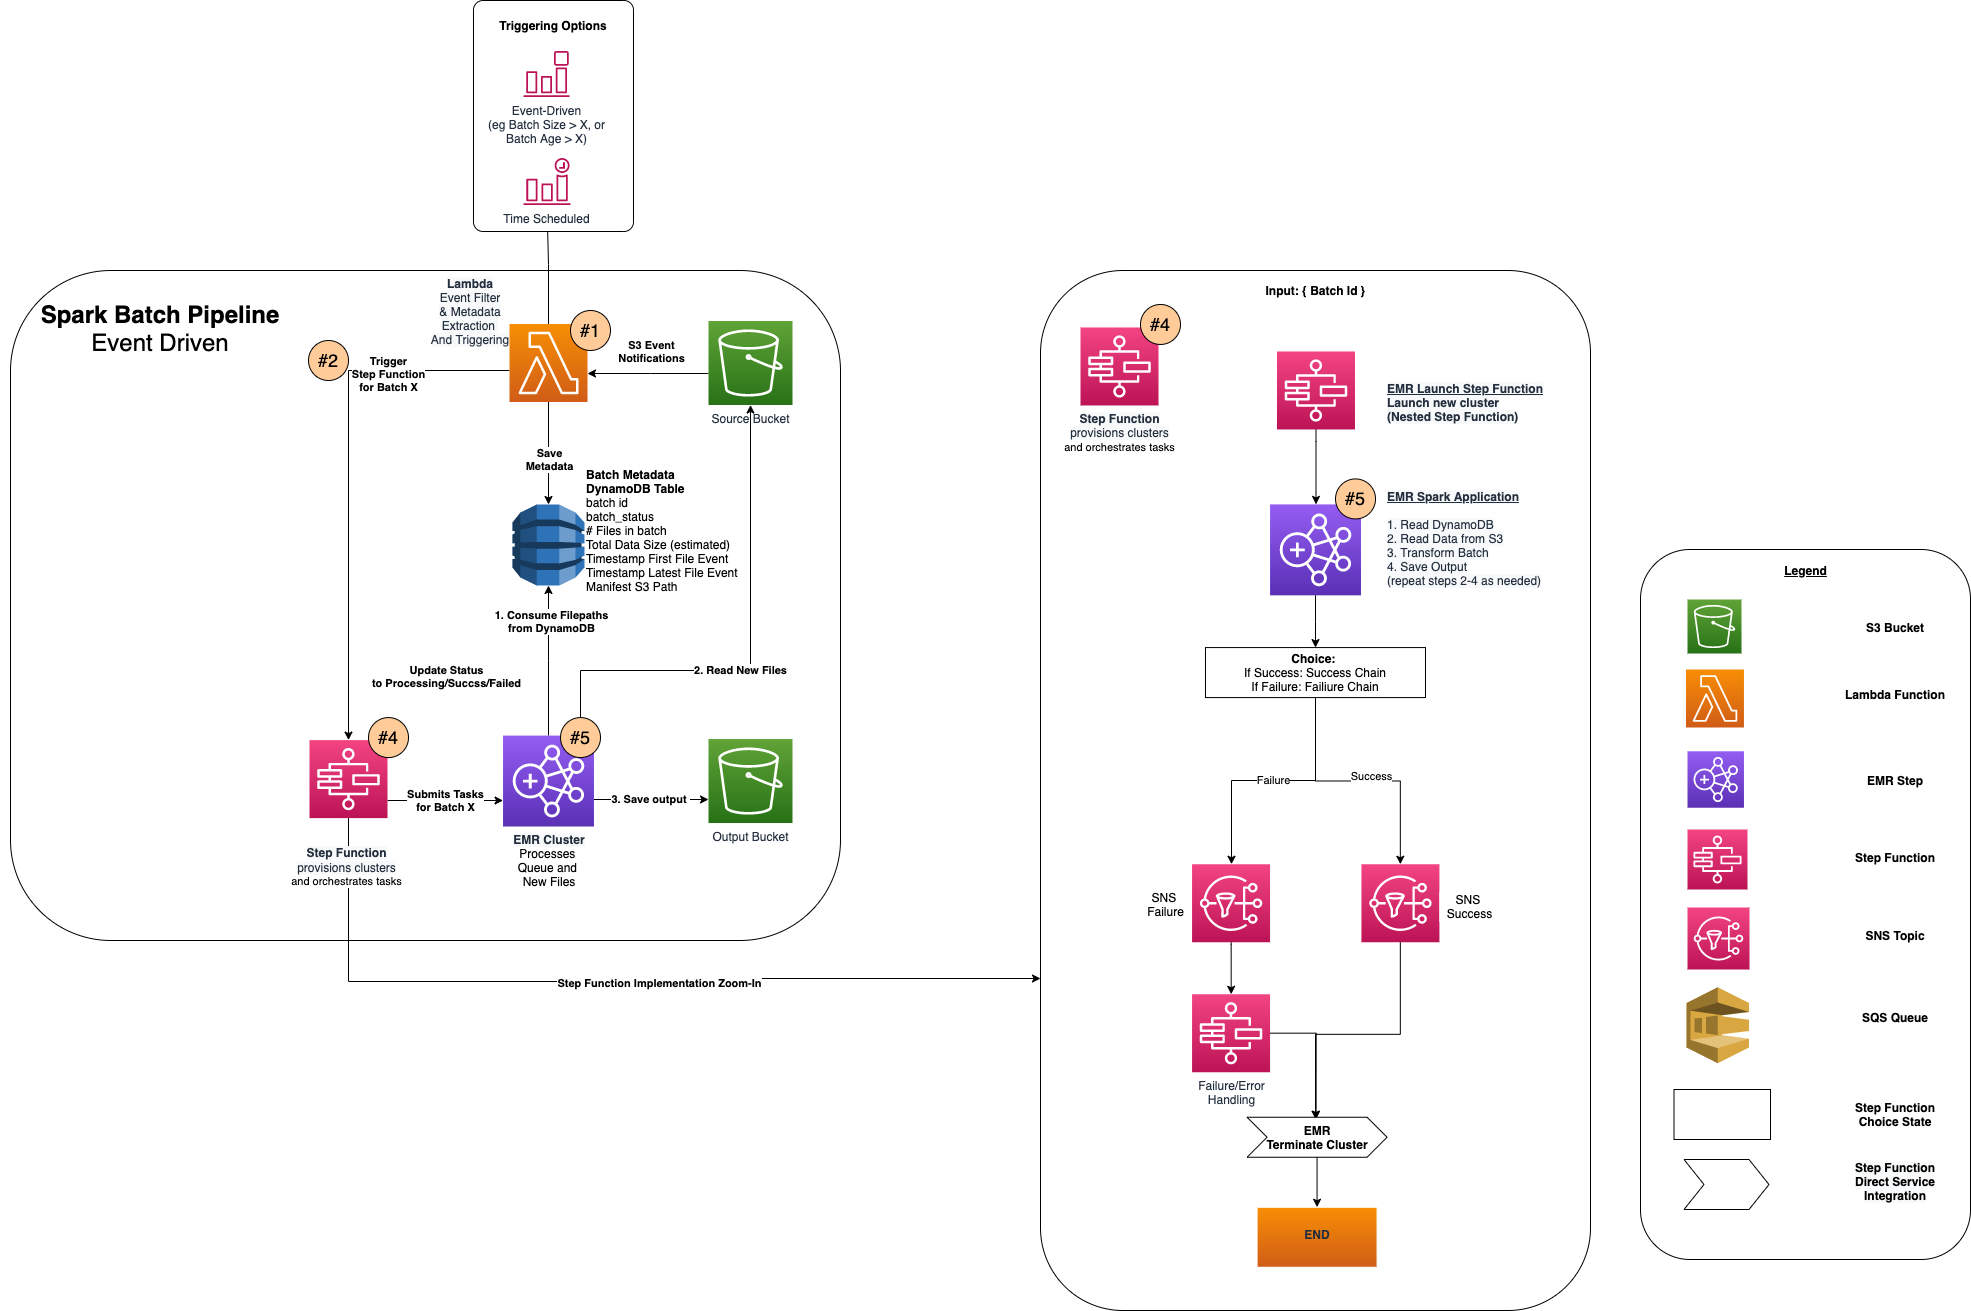 Triggering Options
Event-Driven
(eg Batch Size > X, or
Batch Age > X)
Time Scheduled
Spark Batch Pipeline
Event Driven
Lambda
Event Filter
& Metadata
Extraction
And Triggering
#1
#2
Trigger
Step Function
for Batch X
S3 Event
Notifications
Source Bucket
Save
Metadata
Batch Metadata
DynamoDB Table
batch id
batch_status
# Files in batch
Total Data Size (estimated)
Timestamp First File Event
Timestamp Latest File Event
Manifest S3 Path
1. Consume Filepaths
from DynamoDB
Update Status
to Processing/Succss/Failed
2. Read New Files
#4
#5
Submits Tasks
for Batch X
3. Save output
Output Bucket
EMR Cluster
Processes
Queue and
New Files
Step Function
provisions clusters
and orchestrates tasks
Step Function Implementation Zoom-In
Input: { Batch Id }
#4
Step Function
provisions clusters
and orchestrates tasks
EMR Launch Step Function
Launch new cluster
(Nested Step Function)
#5
EMR Spark Application
1. Read DynamoDB
2. Read Data from S3
3. Transform Batch
4. Save Output
(repeat steps 2-4 as needed)
Choice:
If Success: Success Chain
If Failure: Failiure Chain
Failure
Success
SNS
Failure
SNS
Success
Failure/Error
Handling
EMR
Terminate Cluster
END
Legend
S3 Bucket
Lambda Function
EMR Step
Step Function
SNS Topic
SQS Queue
Step Function
Choice State
Step Function
Direct Service
Integration